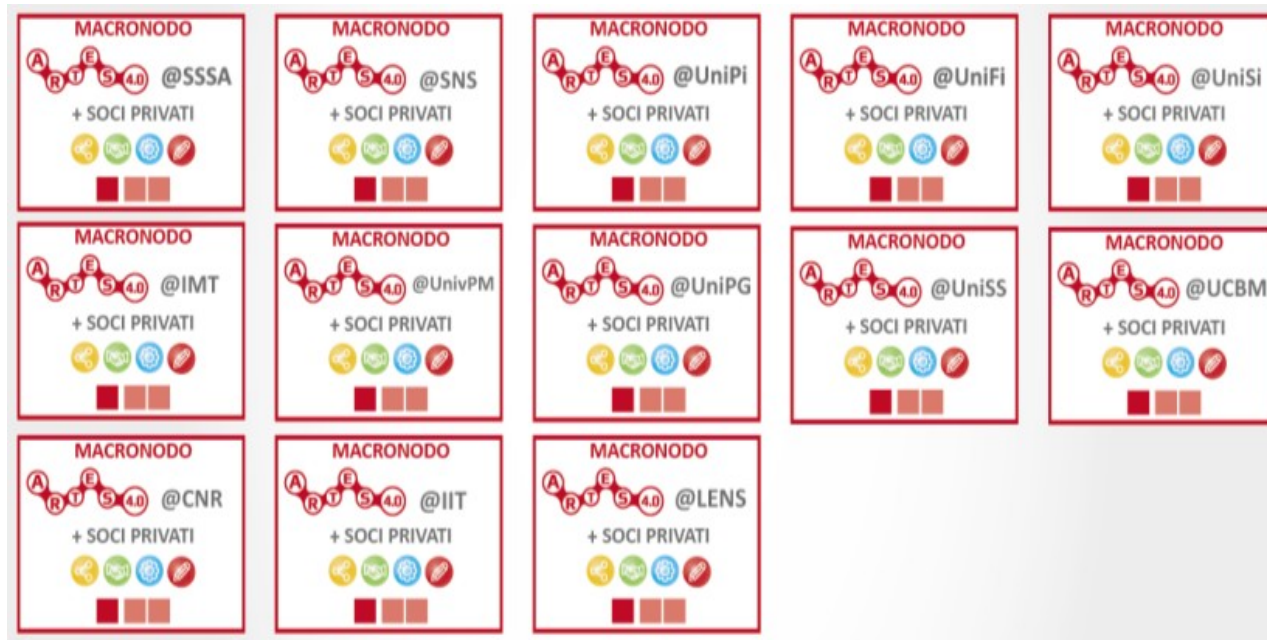 MACRONODO
ARTES 4.0 @SSSA
+ SOCI PRIVATI
MACRONODO
ARTES 4.0 @SNS
+ SOCI PRIVATI
MACRONODO
ARTES 4.0 @UniPi
+ SOCI PRIVATI
MACRONODO
ARTES 4.0 @UniFi
+ SOCI PRIVATI
MACRONODO
ARTES 4.0 @UniSi
+ SOCI PRIVATI
MACRONODO
ARTES 4.0 @IMT
+ SOCI PRIVATI
MACRONODO
ARTES 4.0 @UnivPM
+ SOCI PRIVATI
MACRONODO
ARTES 4.0 @UniPG
+ SOCI PRIVATI
MACRONODO
ARTES 4.0 @UniSS
+ SOCI PRIVATI
MACRONODO
ARTES 4.0 @UCBM
+ SOCI PRIVATI
MACRONODO
ARTES 4.0 @CNR
+ SOCI PRIVATI
MACRONODO
ARTES 4.0 @IIT
+ SOCI PRIVATI
MACRONODO
ARTES 4.0 @LENS
+ SOCI PRIVATI